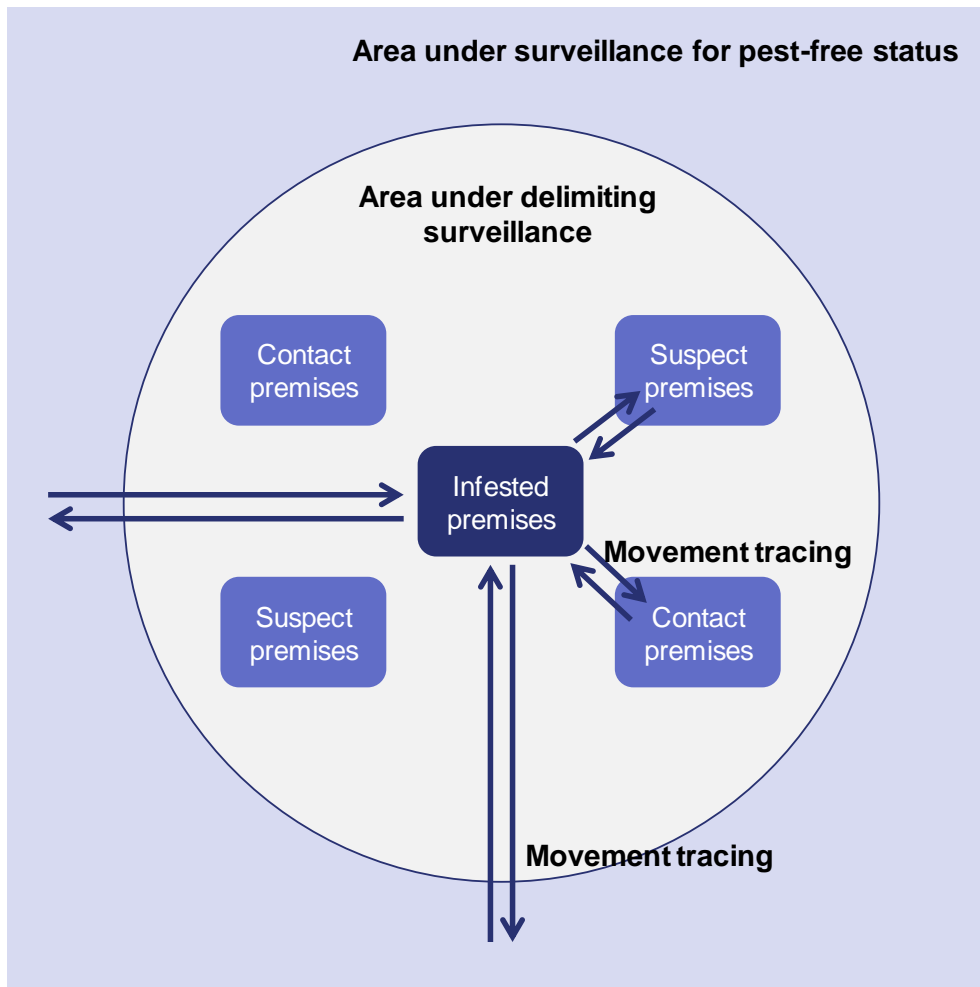 Area under surveillance for pest-free status
Area under delimiting
surveillance
Contact
premises
Suspect
premises
Infested
premises
Movement tracing
Suspect
premises
Contact
premises
Movement tracing